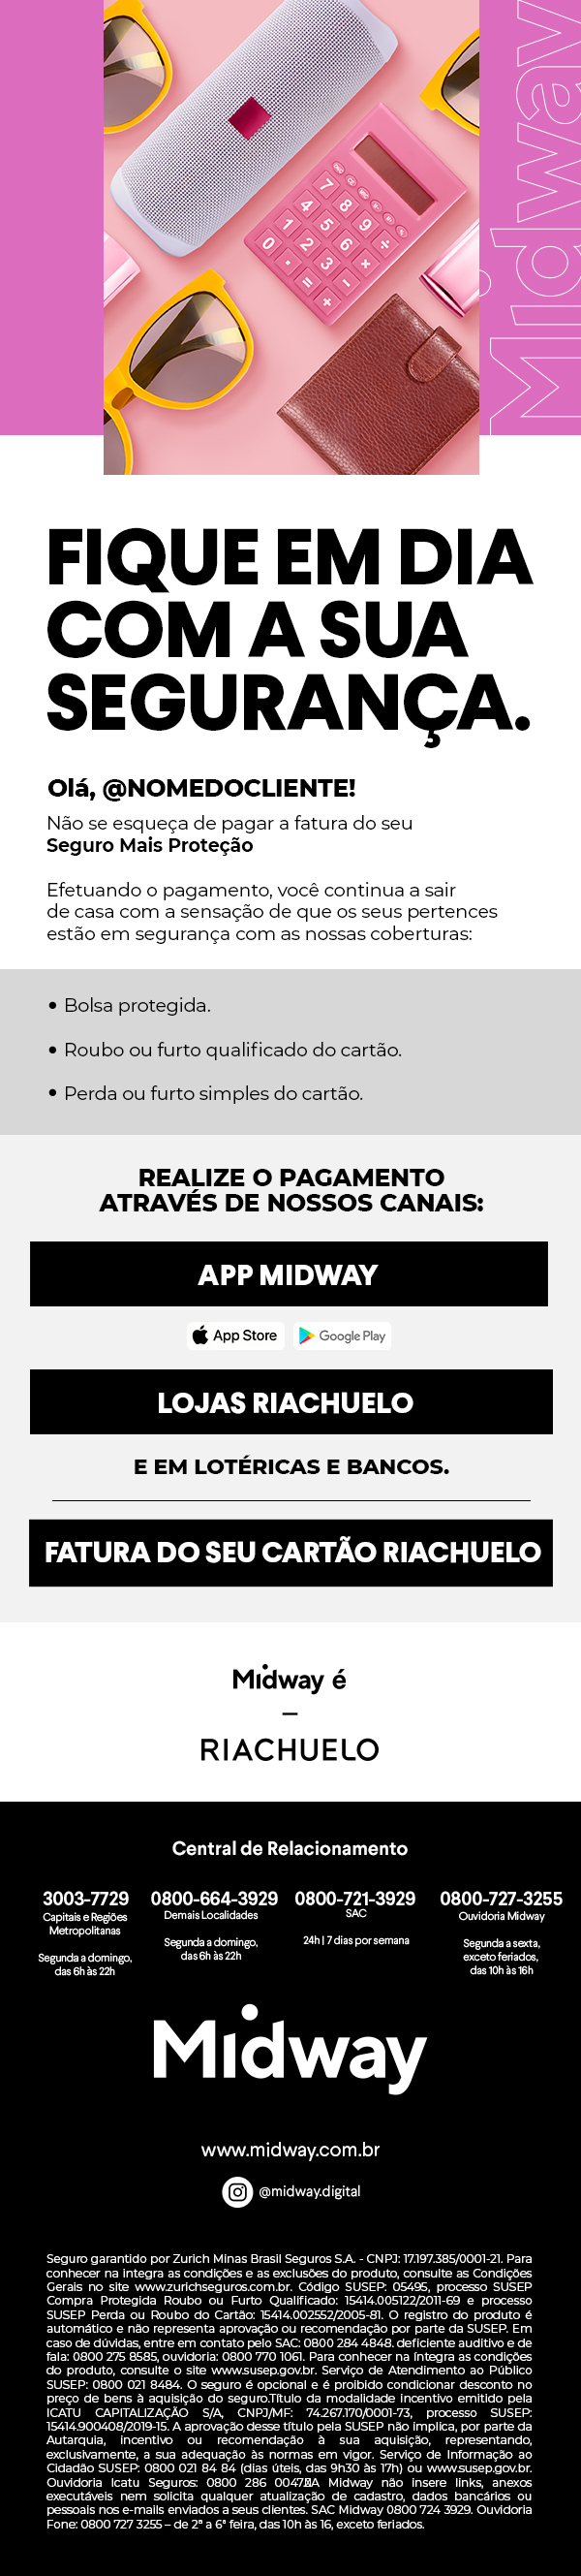 Midway
7 8 9 ÷
4 5 6 ×
1 2 3 -
0 . = +
FIQUE EM DIA
COM A SUA
SEGURANÇA.
Olá, @NOMEDOCLIENTE!
Não se esqueça de pagar a fatura do seu
Seguro Mais Proteção
Efetuando o pagamento, você continua a sair
de casa com a sensação de que os seus pertences
estão em segurança com as nossas coberturas:
• Bolsa protegida.
• Roubo ou furto qualificado do cartão.
• Perda ou furto simples do cartão.
REALIZE O PAGAMENTO
ATRAVÉS DE NOSSOS CANAIS:
APP MIDWAY
App Store Google Play
LOJAS RIACHUELO
E EM LOTÉRICAS E BANCOS.
FATURA DO SEU CARTÃO RIACHUELO
Midway é
–
RIACHUELO
Central de Relacionamento
3003-7729
Capitais e Regiões
Metropolitanas
Segunda a domingo,
das 6h às 22h
0800-664-3929
Demais Localidades
Segunda a domingo,
das 6h às 22h
0800-721-3929
SAC
24h | 7 dias por semana
0800-727-3255
Ouvidoria Midway
Segunda a sexta,
exceto feriados,
das 10h às 16h
Midway
www.midway.com.br
@midway.digital
Seguro garantido por Zurich Minas Brasil Seguros S.A. - CNPJ: 17.197.385/0001-21. Para
conhecer na integra as condições e as exclusões do produto, consulte as Condições
Gerais no site www.zurichseguros.com.br. Código SUSEP: 05495, processo SUSEP
Compra Protegida Roubo ou Furto Qualificado: 15414.005122/2011-69 e processo
SUSEP Perda ou Roubo do Cartão: 15414.002552/2005-81. O registro do produto é
automático e não representa aprovação ou recomendação por parte da SUSEP. Em
caso de dúvidas, entre em contato pelo SAC: 0800 284 4848. deficiente auditivo e de
fala: 0800 275 8585, ouvidoria: 0800 770 1061. Para conhecer na íntegra as condições
do produto, consulte o site www.susep.gov.br. Serviço de Atendimento ao Público
SUSEP: 0800 021 8484. O seguro é opcional e é proibido condicionar desconto no
preço de bens à aquisição do seguro.Título da modalidade incentivo emitido pela
ICATU CAPITALIZAÇÃO S/A, CNPJ/MF: 74.267.170/0001-73, processo SUSEP:
15414.900408/2019-15. A aprovação desse título pela SUSEP não implica, por parte da
Autarquia, incentivo ou recomendação à sua aquisição, representando,
exclusivamente, a sua adequação às normas em vigor. Serviço de Informação ao
Cidadão SUSEP: 0800 021 84 84 (dias úteis, das 9h30 às 17h) ou www.susep.gov.br.
Ouvidoria Icatu Seguros: 0800 286 0047. A Midway não insere links, anexos
executáveis nem solicita qualquer atualização de cadastro, dados bancários ou
pessoais nos e-mails enviados a seus clientes. SAC Midway 0800 724 3929. Ouvidoria
Fone: 0800 727 3255 – de 2ª a 6ª feira, das 10h às 16, exceto feriados.